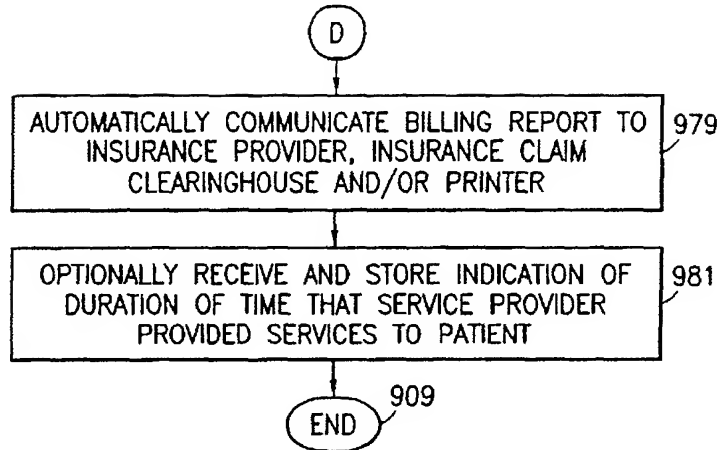 D
AUTOMATICALLY COMMUNICATE BILLING REPORT TO
INSURANCE PROVIDER, INSURANCE CLAIM
CLEARINGHOUSE AND/OR PRINTER
979
OPTIONALLY RECEIVE AND STORE INDICATION OF
DURATION OF TIME THAT SERVICE PROVIDER
PROVIDED SERVICES TO PATIENT
981
END
909